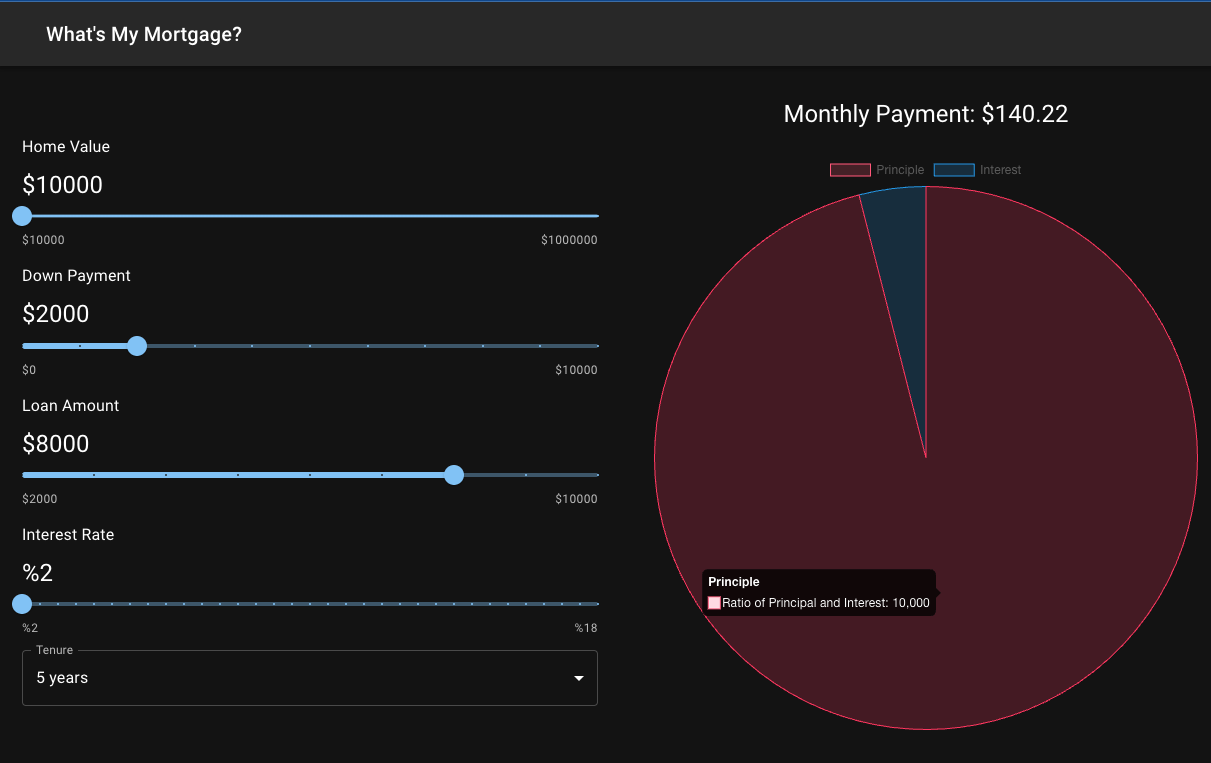 What's My Mortgage?
Home Value
$10000
$10000 $1000000
Down Payment
$2000
$0 $10000
Loan Amount
$8000
$2000 $10000
Interest Rate
%2
%2 %18
Tenure
5 years
Monthly Payment: $140.22
Principle Interest
Principle
Ratio of Principal and Interest: 10,000